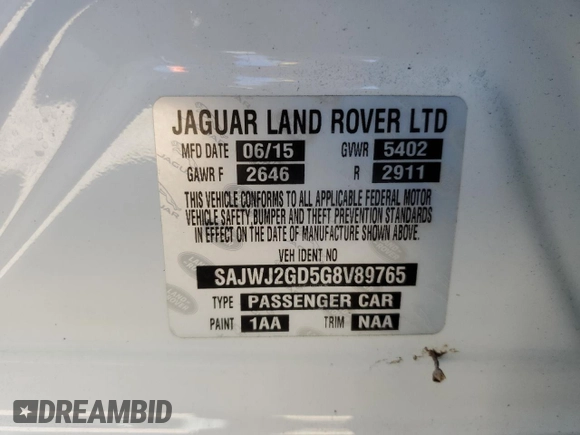 JAGUAR LAND ROVER LTD
MFD DATE 06/15 GVWR 5402
GAWR F 2646 R 2911
THIS VEHICLE CONFORMS TO ALL APPLICABLE FEDERAL MOTOR
VEHICLE SAFETY, BUMPER AND THEFT PREVENTION STANDARDS
IN EFFECT ON THE DATE OF MANUFACTURE SHOWN ABOVE.
VEH IDENT NO
SAJWJ2GD5G8V89765
TYPE PASSENGER CAR
PAINT 1AA TRIM NAA
DREAMBID